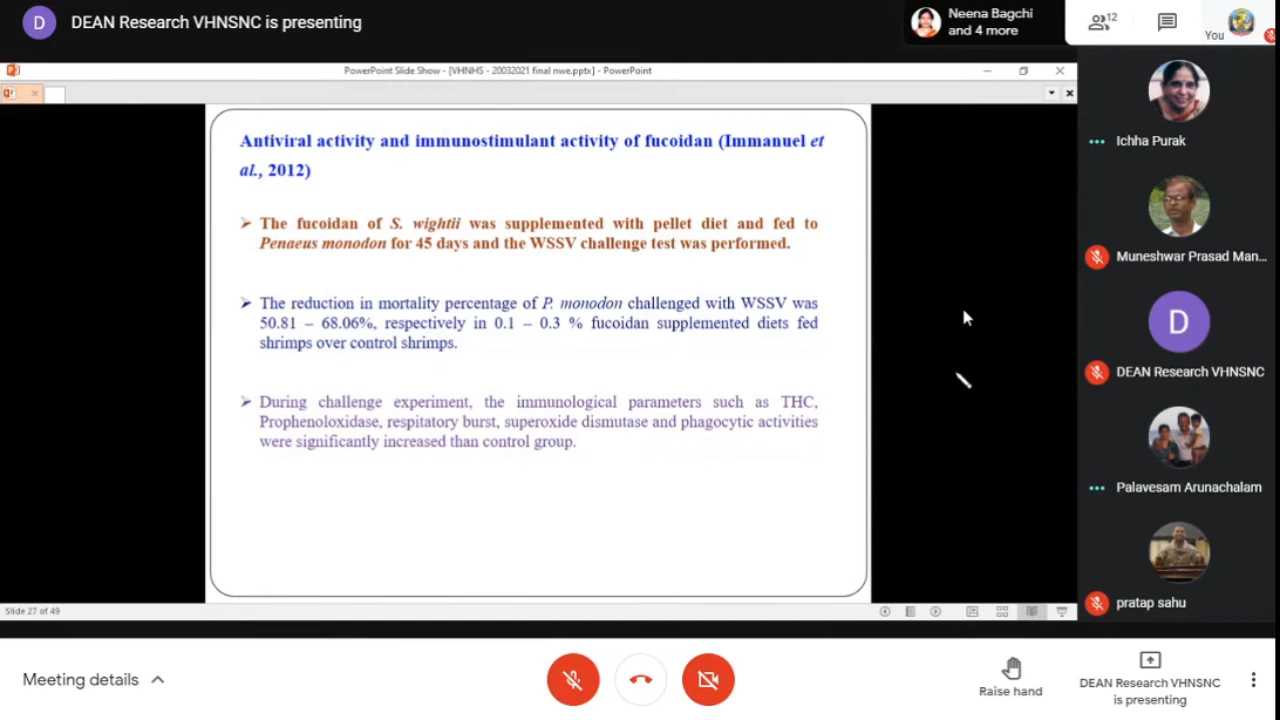 D DEAN Research VHNSNC is presenting
Neena Bagchi
and 4 more
12
You
PowerPoint Slide Show - [VHNHS - 20032021 final nwe.pptx] - PowerPoint
Antiviral activity and immunostimulant activity of fucoidan (Immanuel et
al., 2012)
The fucoidan of S. wightii was supplemented with pellet diet and fed to
Penaeus monodon for 45 days and the WSSV challenge test was performed.
The reduction in mortality percentage of P. monodon challenged with WSSV was
50.81 – 68.06%, respectively in 0.1 – 0.3 % fucoidan supplemented diets fed
shrimps over control shrimps.
During challenge experiment, the immunological parameters such as THC,
Prophenoloxidase, respitatory burst, superoxide dismutase and phagocytic activities
were significantly increased than control group.
Slide 27 of 49
Ichha Purak
Muneshwar Prasad Man...
D
DEAN Research VHNSNC
Palavesam Arunachalam
pratap sahu
Meeting details
Raise hand
DEAN Research VHNSNC
is presenting